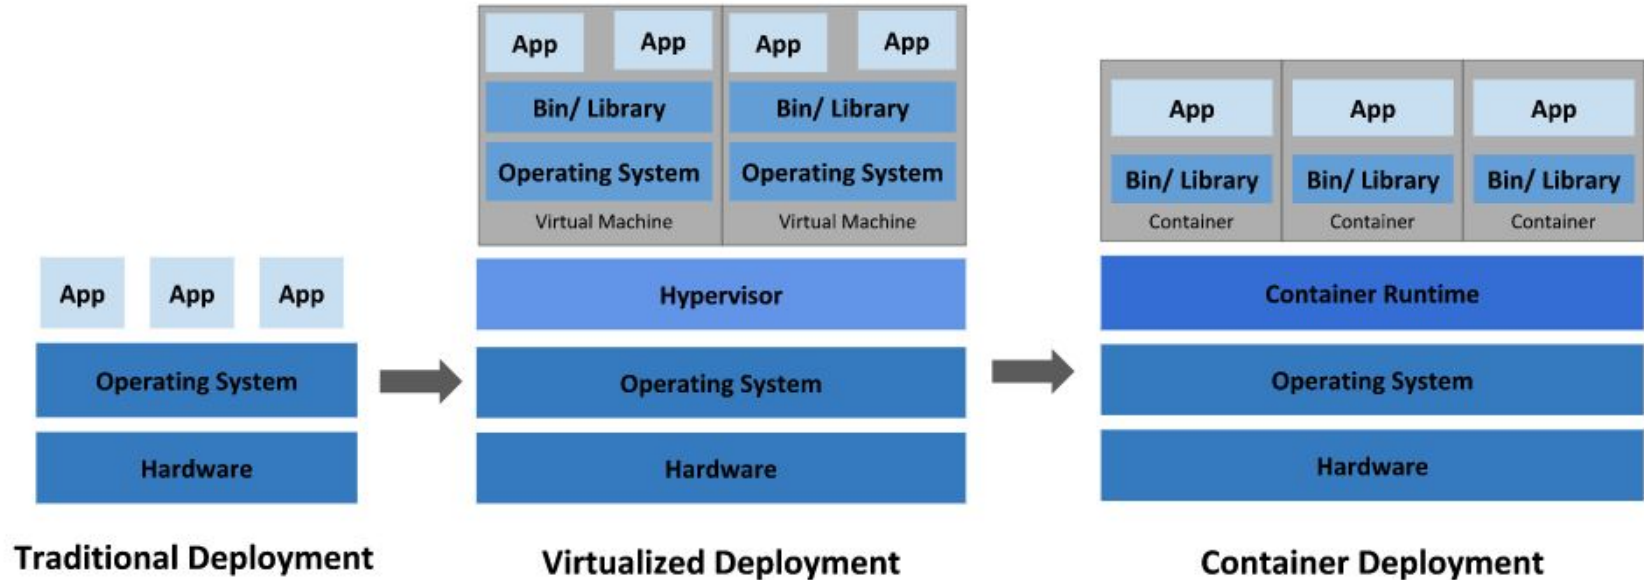 App App App
Operating System
Hardware
Traditional Deployment
App App App App
Bin/ Library Bin/ Library
Operating System Operating System
Virtual Machine Virtual Machine
Hypervisor
Operating System
Hardware
Virtualized Deployment
App App App
Bin/ Library Bin/ Library Bin/ Library
Container Container Container
Container Runtime
Operating System
Hardware
Container Deployment